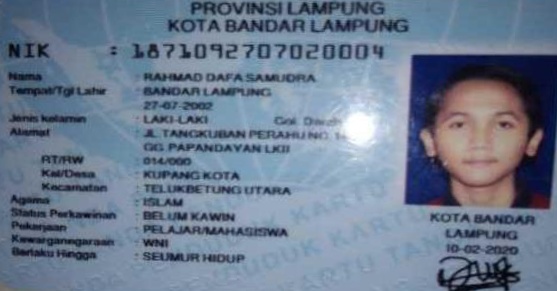 PROVINSI LAMPUNG
KOTA BANDAR LAMPUNG
NIK : 1871092707020004
Nama : RAHMAD DAFA SAMUDRA
Tempat/Tgl Lahir : BANDAR LAMPUNG
27-07-2002
Jenis kelamin : LAKI-LAKI Gol. Darah
Alamat : JL. TANGKUBAN PERAHU NO.
GG. PAPANDAYAN LKII
RT/RW : 014/000
Kel/Desa : KUPANG KOTA
Kecamatan : TELUKBETUNG UTARA
Agama : ISLAM
Status Perkawinan : BELUM KAWIN
Pekerjaan : PELAJAR/MAHASISWA
Kewarganegaraan : WNI
Berlaku Hingga : SEUMUR HIDUP
KOTA BANDAR
LAMPUNG
10-02-2020